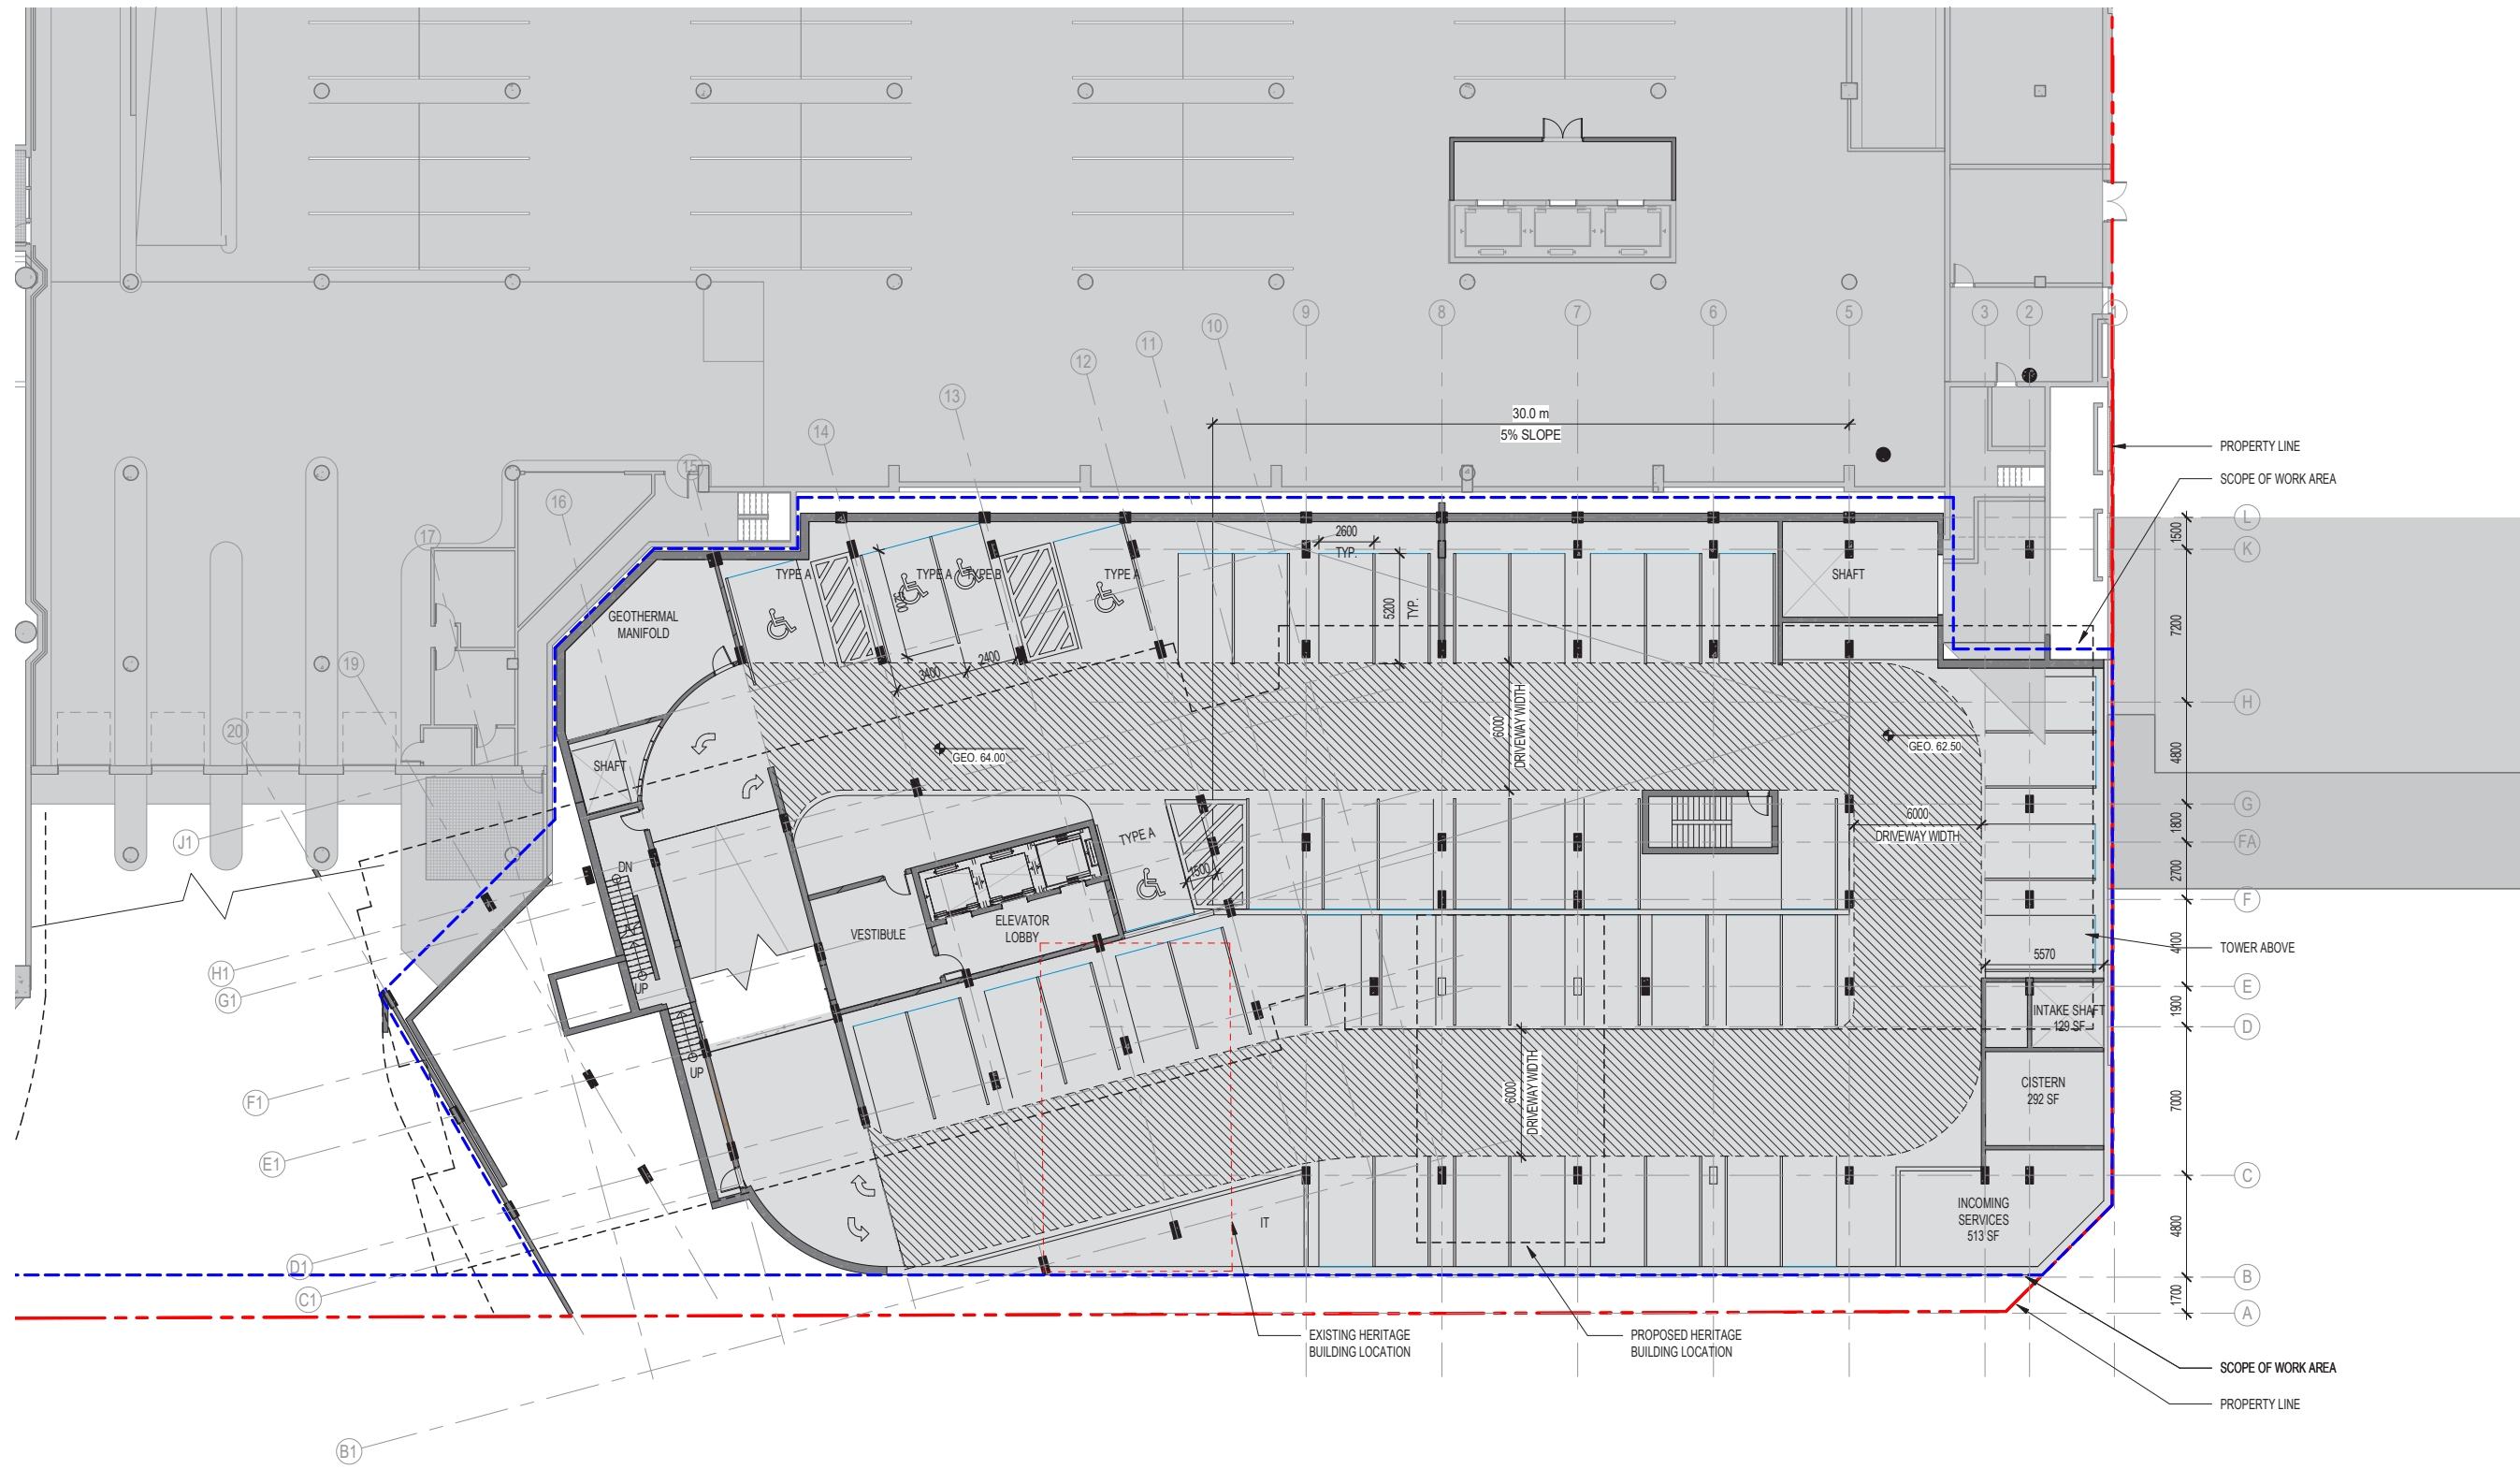 9
8
7
6
5
3
2
1
10
11
12
13
14
15
16
17
19
20
30.0 m
5% SLOPE
PROPERTY LINE
SCOPE OF WORK AREA
L
1500
K
7200
H
4800
G
1800
FA
2700
F
4100
E
1900
D
7000
C
4800
B
1700
A
TYPE A
TYPE A
TYPE B
TYPE A
2600
TYP.
5200
TYP.
SHAFT
GEOTHERMAL
MANIFOLD
5200
3400
2400
6000
DRIVEWAY WIDTH
GEO. 64.00
GEO. 62.50
SHAFT
J1
TYPE A
1500
6000
DRIVEWAY WIDTH
DN
VESTIBULE
ELEVATOR
LOBBY
TOWER ABOVE
5570
H1
G1
UP
INTAKE SHAFT
129 SF
UP
CISTERN
292 SF
6000
DRIVEWAY WIDTH
F1
E1
INCOMING
SERVICES
513 SF
IT
D1
C1
B1
EXISTING HERITAGE
BUILDING LOCATION
PROPOSED HERITAGE
BUILDING LOCATION
SCOPE OF WORK AREA
PROPERTY LINE